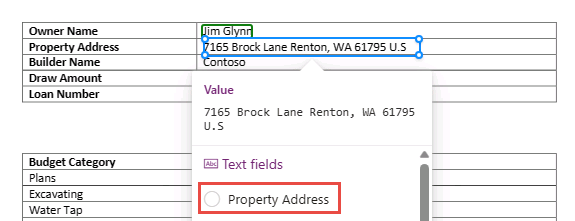 Owner Name Jim Glynn
Property Address 7165 Brock Lane Renton, WA 61795 U.S
Builder Name Contoso
Draw Amount
Loan Number
Value
7165 Brock Lane Renton, WA 61795
U.S
Abc Text fields
Property Address
Budget Category
Plans
Excavating
Water Tap